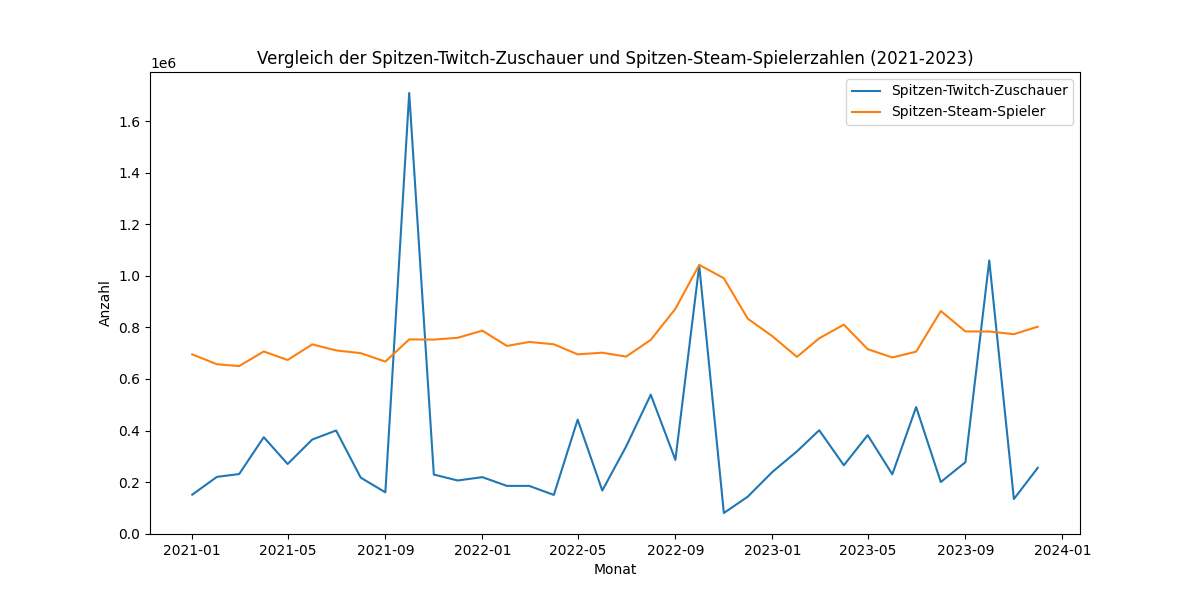 Vergleich der Spitzen-Twitch-Zuschauer und Spitzen-Steam-Spielerzahlen (2021-2023)
1e6
Spitzen-Twitch-Zuschauer
Spitzen-Steam-Spieler
1.6
1.4
1.2
1.0
0.8
0.6
0.4
0.2
0.0
Anzahl
2021-01 2021-05 2021-09 2022-01 2022-05 2022-09 2023-01 2023-05 2023-09 2024-01
Monat